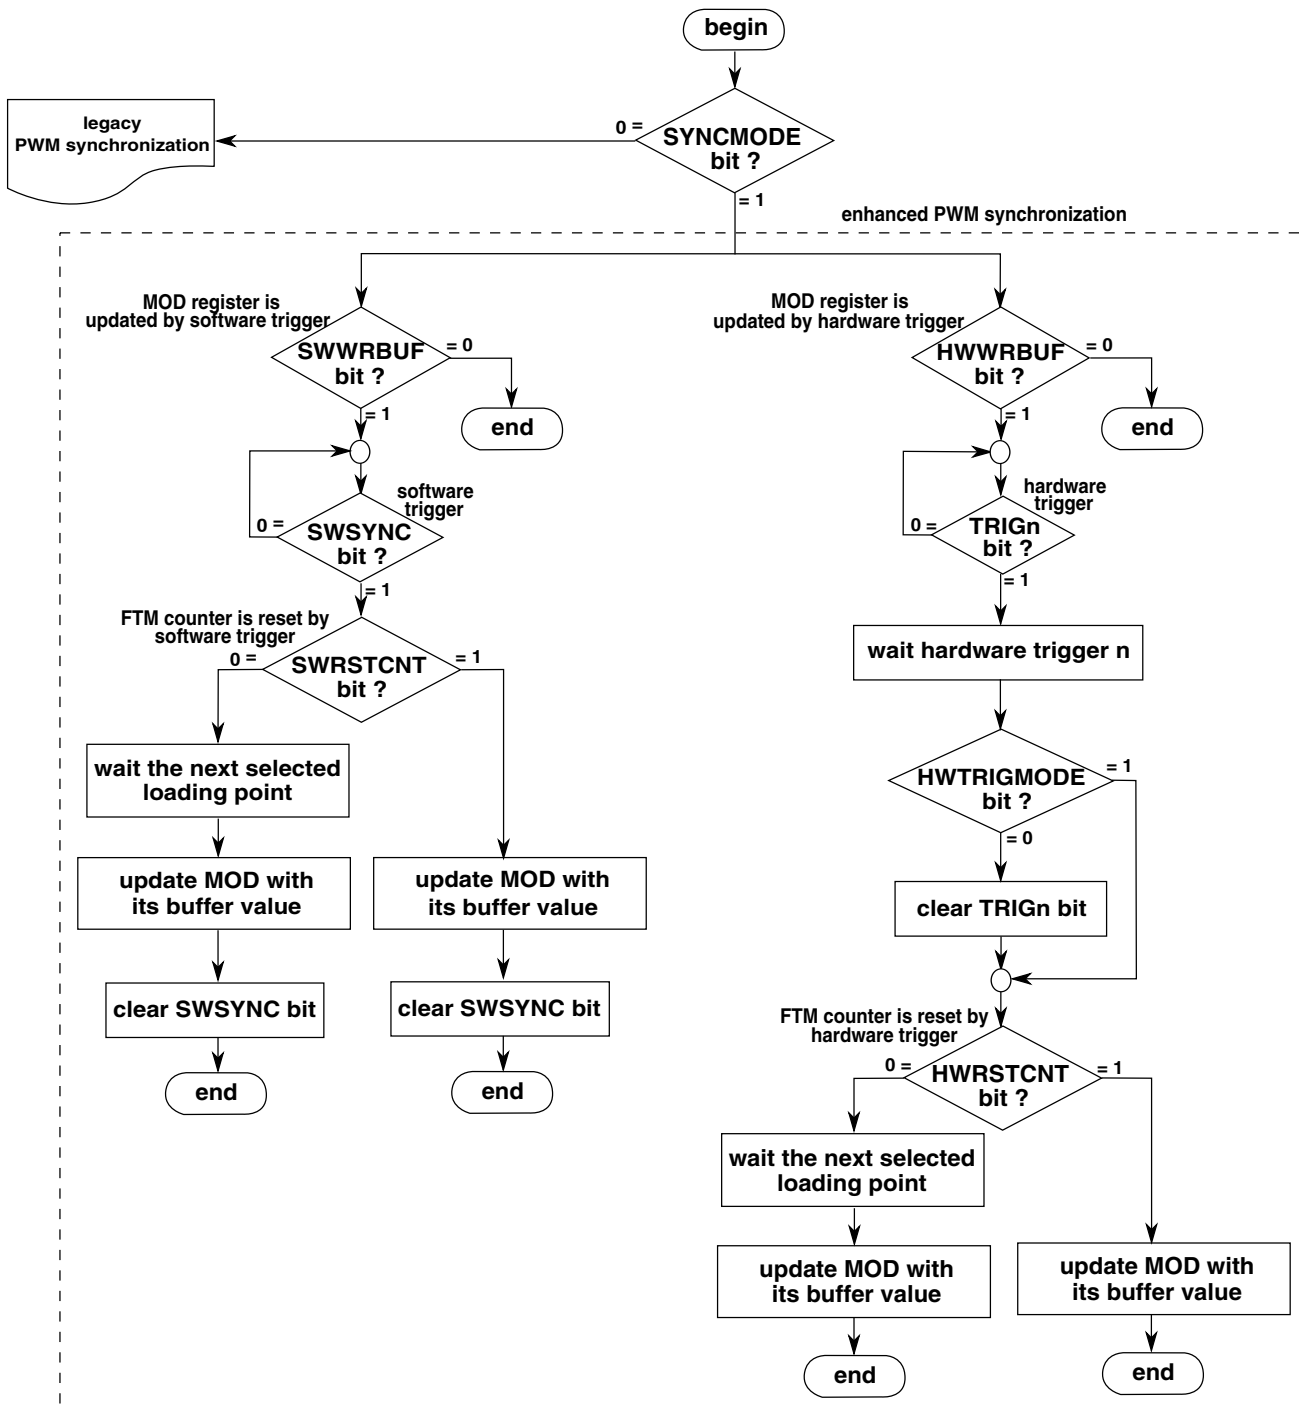 begin
legacy
PWM synchronization
0 =
SYNCMODE
bit ?
= 1
enhanced PWM synchronization
MOD register is
updated by software trigger
SWWRBUF
bit ?
= 0
end
= 1
software
trigger
0 =
SWSYNC
bit ?
= 1
FTM counter is reset by
software trigger
0 =
SWRSTCNT
bit ?
= 1
wait the next selected
loading point
update MOD with
its buffer value
clear SWSYNC bit
end
update MOD with
its buffer value
clear SWSYNC bit
end
MOD register is
updated by hardware trigger
HWWRBUF
bit ?
= 0
end
= 1
hardware
trigger
0 =
TRIGn
bit ?
= 1
wait hardware trigger n
HWTRIGMODE
bit ?
= 1
= 0
clear TRIGn bit
FTM counter is reset by
hardware trigger
0 =
HWRSTCNT
bit ?
= 1
wait the next selected
loading point
update MOD with
its buffer value
end
update MOD with
its buffer value
end